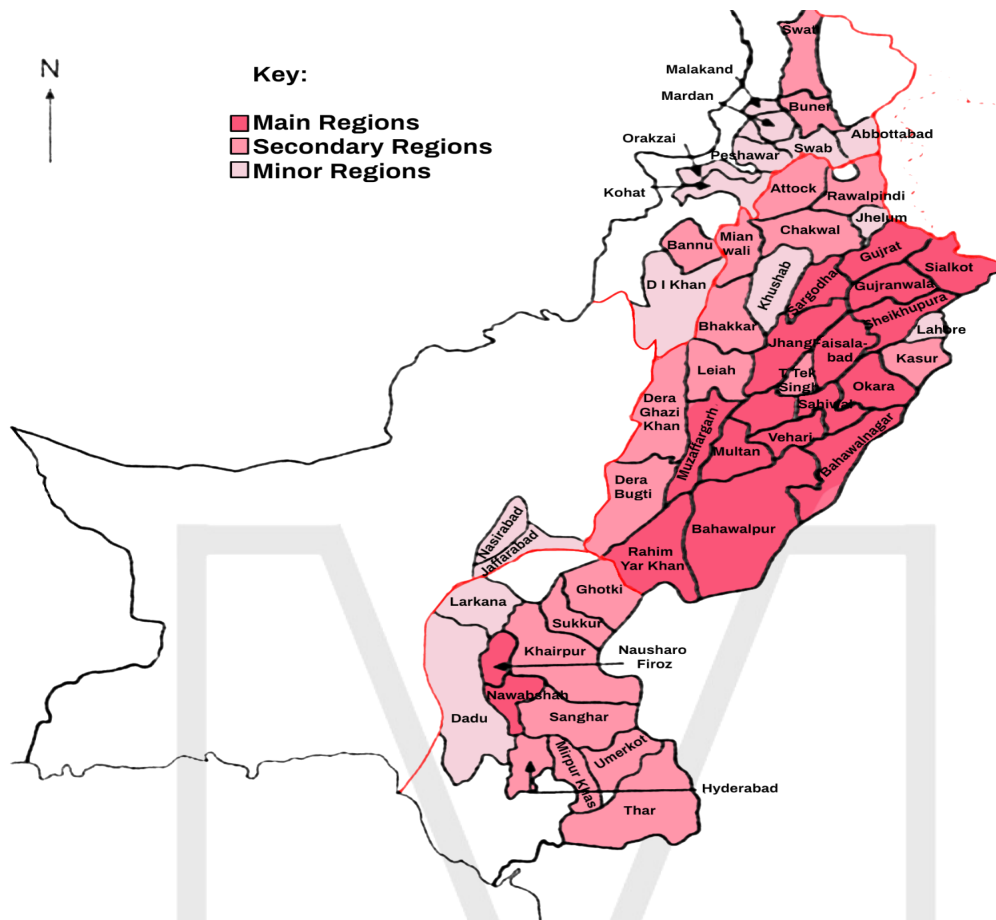 N
Key:
Main Regions
Secondary Regions
Minor Regions
Swat
Malakand
Mardan
Buner
Orakzai
Abbottabad
Peshawar
Swab
Kohat
Attock
Rawalpindi
Jhelum
Mian
wali
Chakwal
Bannu
Gujrat
Sialkot
D I Khan
Khushab
Sargodha
Gujranwala
Sheikhupura
Bhakkar
Lahore
Jhang
Faisala-
bad
Kasur
Leiah
T Tek
Singh
Okara
Dera
Ghazi
Khan
Sahiwal
Muzaffargarh
Vehari
Multan
Bahawalnagar
Dera
Bugti
Bahawalpur
Nasirabad
Jaffarabad
Rahim
Yar Khan
Larkana
Ghotki
Sukkur
Khairpur
Nausharo
Firoz
Nawabshah
Dadu
Sanghar
Mirpur Khas
Umerkot
Hyderabad
Thar